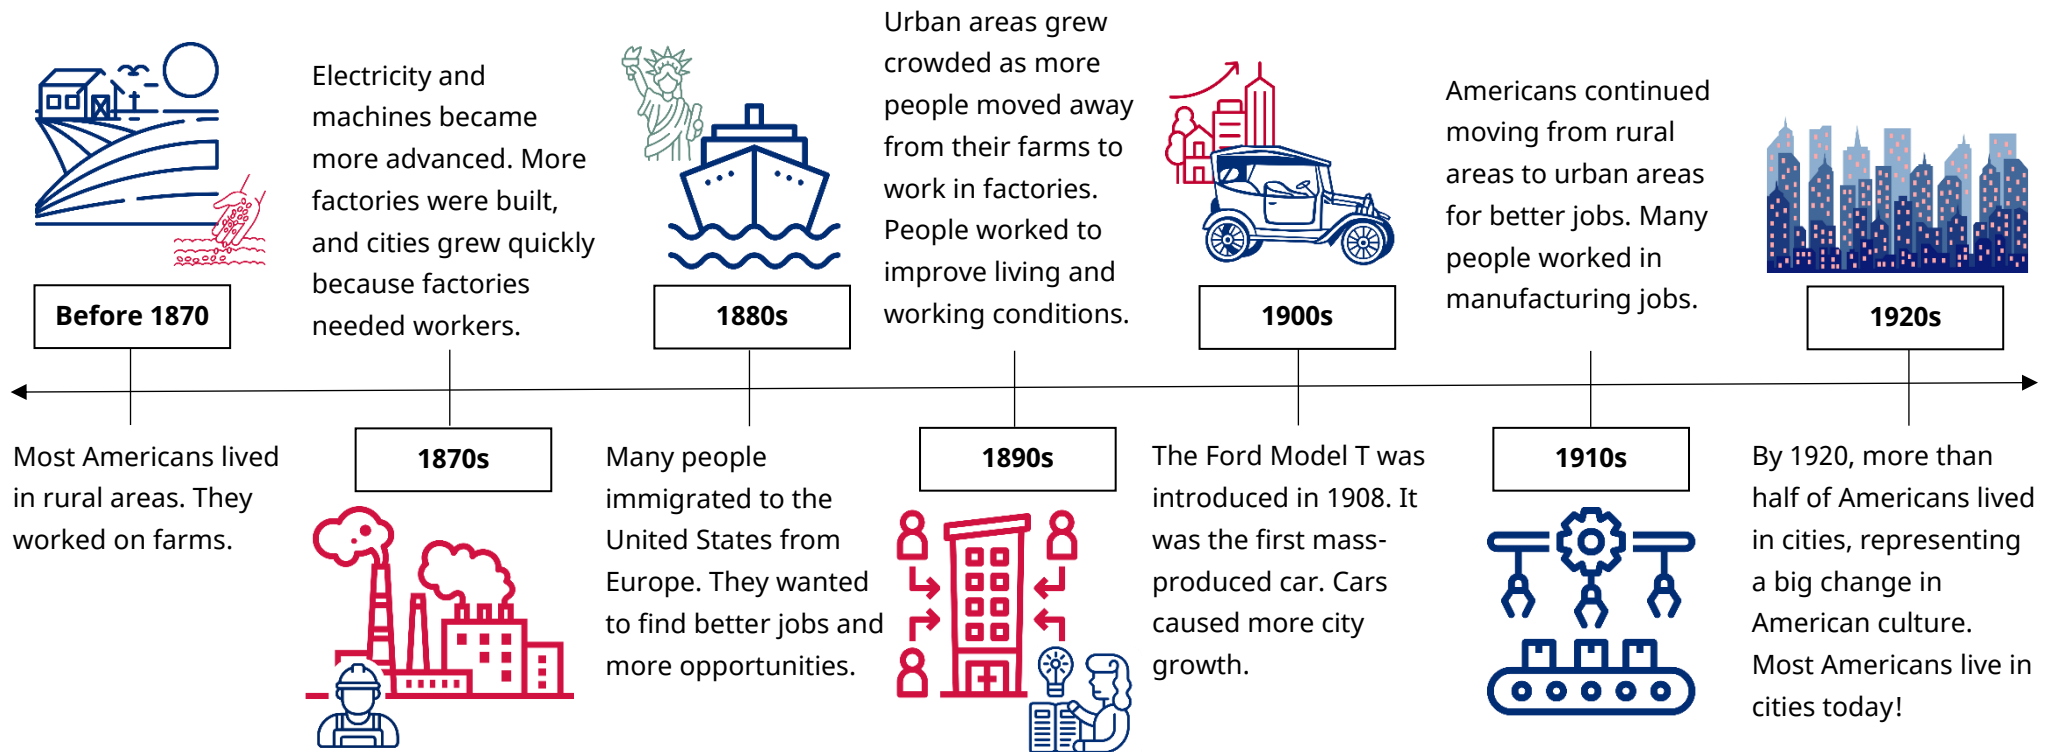 Before 1870
Most Americans lived
in rural areas. They
worked on farms.
Electricity and
machines became
more advanced. More
factories were built,
and cities grew quickly
because factories
needed workers.
1870s
1880s
Many people
immigrated to the
United States from
Europe. They wanted
to find better jobs and
more opportunities.
Urban areas grew
crowded as more
people moved away
from their farms to
work in factories.
People worked to
improve living and
working conditions.
1890s
1900s
The Ford Model T was
introduced in 1908. It
was the first mass-
produced car. Cars
caused more city
growth.
Americans continued
moving from rural
areas to urban areas
for better jobs. Many
people worked in
manufacturing jobs.
1910s
1920s
By 1920, more than
half of Americans lived
in cities, representing
a big change in
American culture.
Most Americans live in
cities today!